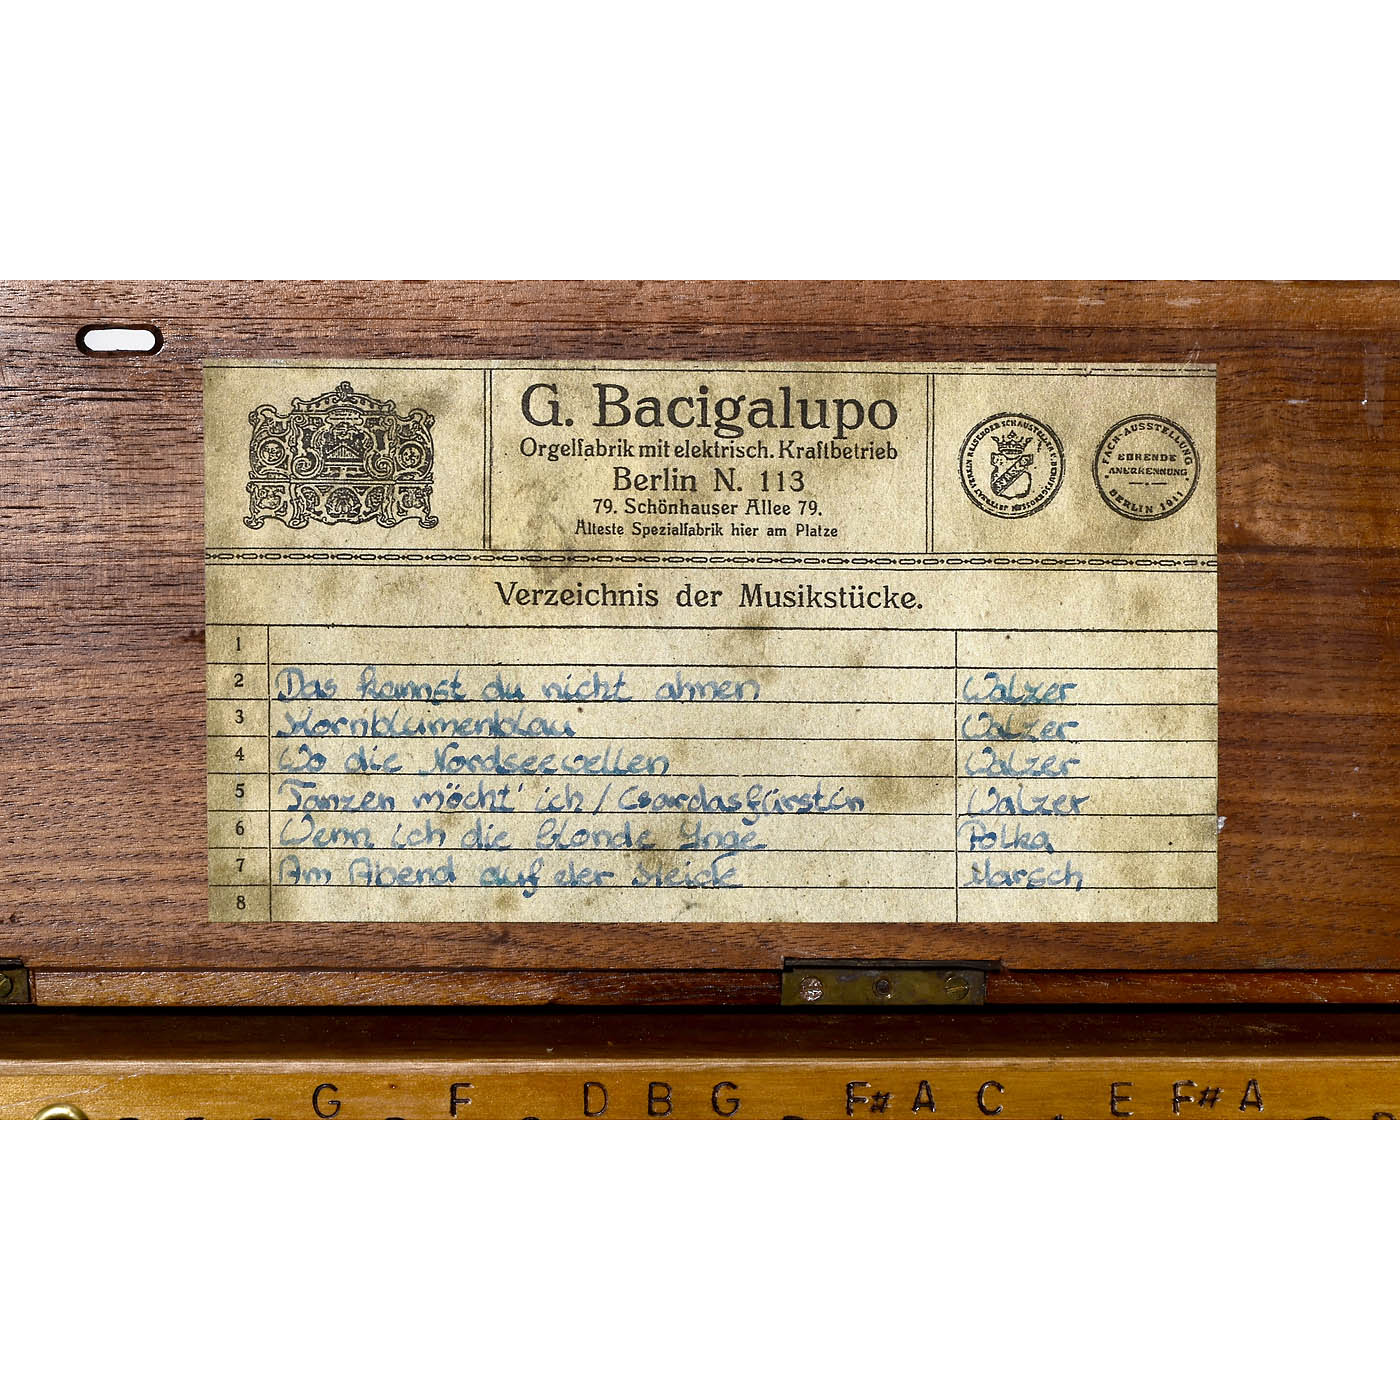 G. Bacigalupo
Orgelfabrik mit elektrisch. Kraftbetrieb
Berlin N. 113
79. Schönhauser Allee 79.
Älteste Spezialfabrik hier am Platze
FACH-AUSSTELLUNG
EHRENDE
ANERKENNUNG
BERLIN 1911
Verzeichnis der Musikstücke.
1
2 Das kannst du nicht ahnen Walzer
3 Kornblumenblau Walzer
4 Wo die Nordseewellen Walzer
5 Tanzen möcht' ich / Csardasfürstin Walzer
6 Wenn ich die blonde Inge Polka
7 Am Abend auf der Heide Marsch
8
G F D B G F# A C E F# A